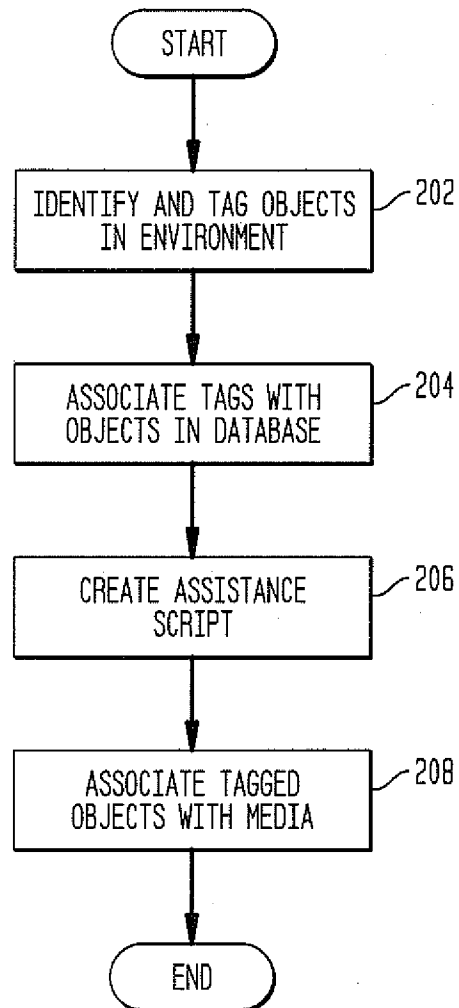 START
IDENTIFY AND TAG OBJECTS
IN ENVIRONMENT
202
ASSOCIATE TAGS WITH
OBJECTS IN DATABASE
204
CREATE ASSISTANCE
SCRIPT
206
ASSOCIATE TAGGED
OBJECTS WITH MEDIA
208
END